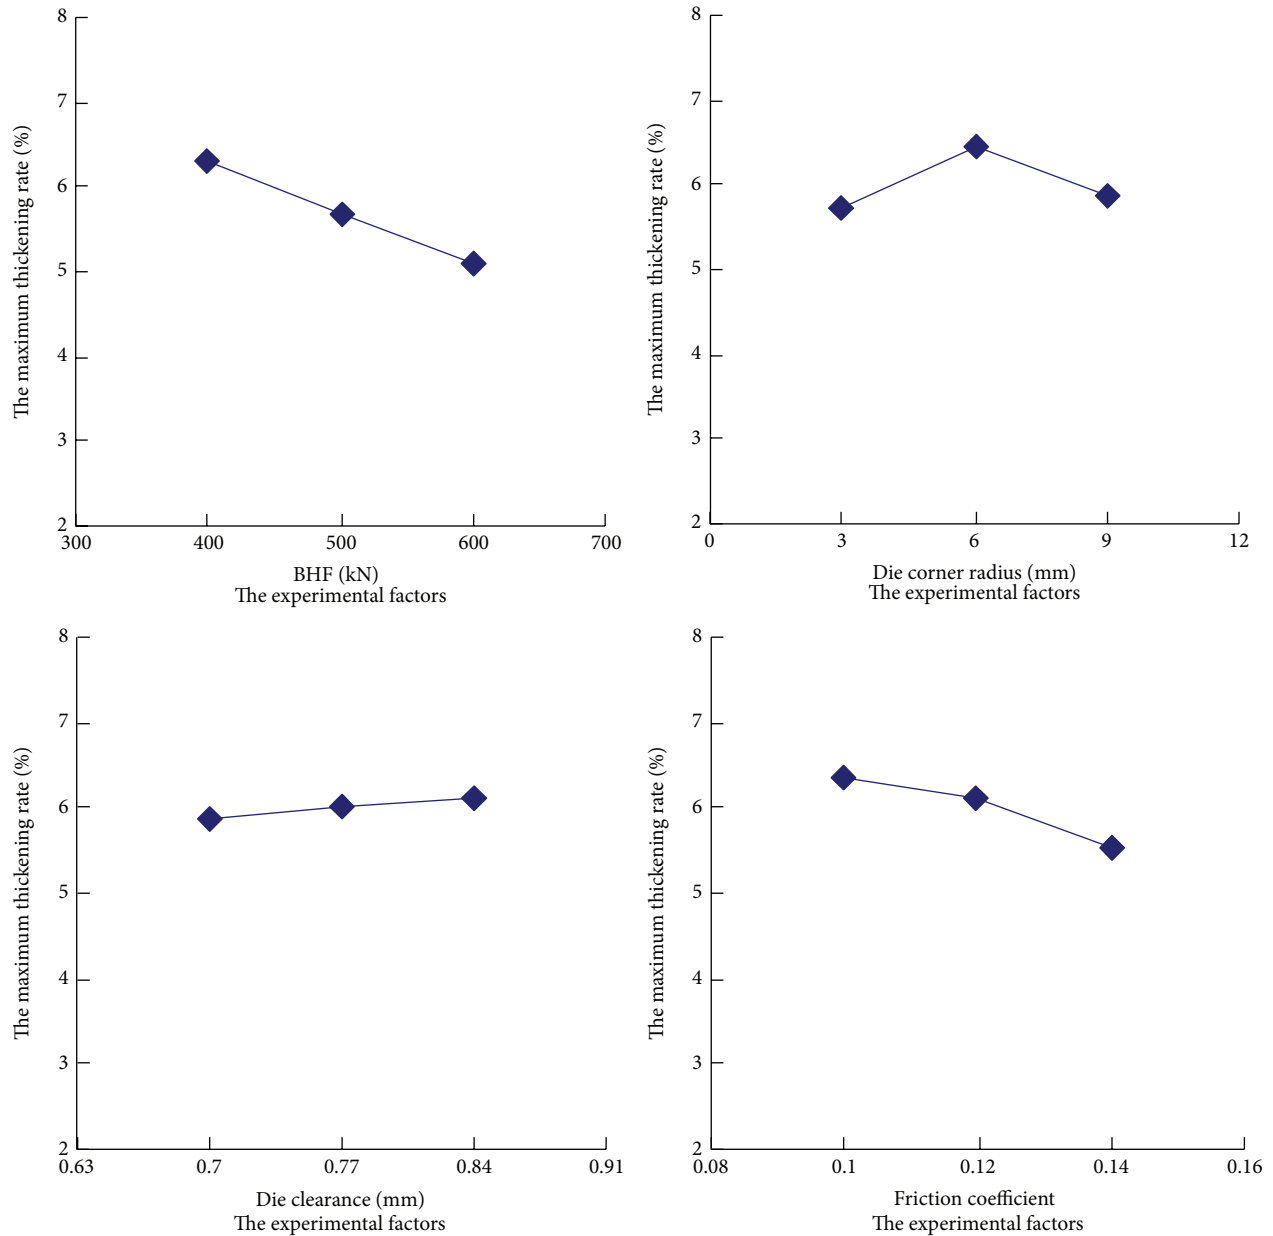 The maximum thickening rate (%)
8
7
6
5
4
3
2
300 400 500 600 700
BHF (kN)
The experimental factors
The maximum thickening rate (%)
8
7
6
5
4
3
2
0 3 6 9 12
Die corner radius (mm)
The experimental factors
The maximum thickening rate (%)
8
7
6
5
4
3
2
0.63 0.7 0.77 0.84 0.91
Die clearance (mm)
The experimental factors
The maximum thickening rate (%)
8
7
6
5
4
3
2
0.08 0.1 0.12 0.14 0.16
Friction coefficient
The experimental factors